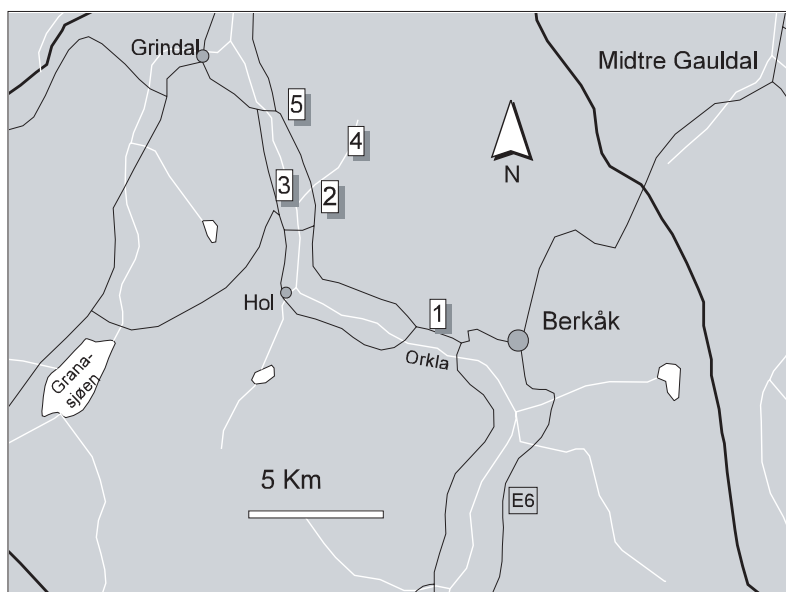 Grindal
Midtre Gauldal
5
4
N
3
2
Hol
1
Berkåk
Orkla
Grana-
sjøen
5 Km
E6